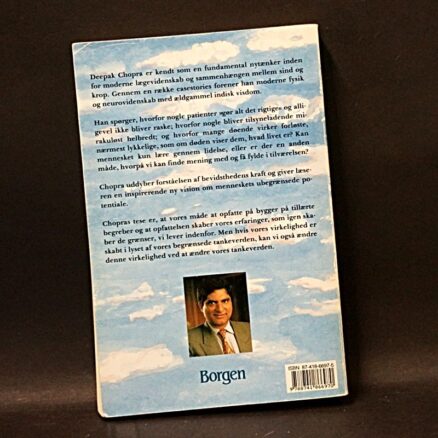 Deepak Chopra er kendt som en fundamental nytænker inden
for moderne lægevidenskab og sammenhængen mellem sind og
krop. Gennem en række casestories forener han moderne fysik
og neurovidenskab med ældgammel indisk visdom.
Han spørger, hvorfor nogle patienter »gør alt det rigtige« og alli-
gevel ikke bliver raske; hvorfor nogle bliver tilsyneladende mi-
rakuløst helbredt; og hvorfor mange døende virker forløste,
nærmest lykkelige, som om døden viser dem, hvad livet er? Kan
mennesket kun lære gennem lidelse, eller er der en anden
måde, hvorpå vi kan finde mening med og få fylde i tilværelsen?
Chopra uddyber forståelsen af bevidsthedens kraft og giver læse-
ren en inspirerende ny vision om menneskets ubegrænsede po-
tentiale.
Chopras tese er, at vores måde at opfatte på bygger på tillærte
begreber og at opfattelsen skaber vores erfaringer, som igen ska-
ber de grænser, vi lever indenfor. Men hvis vores virkelighed er
skabt i lyset af vores begrænsede tankeverden, kan vi også ændre
denne virkelighed ved at ændre vores tankeverden.
Borgen
ISBN 87-418-6697-0
9788741866970